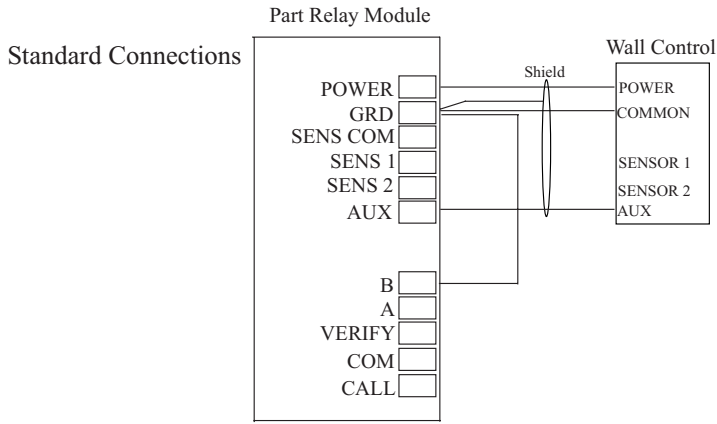 Part Relay Module
Standard Connections
Wall Control
Shield
POWER
GRD
SENS COM
SENS 1
SENS 2
AUX
B
A
VERIFY
COM
CALL
POWER
COMMON
SENSOR 1
SENSOR 2
AUX